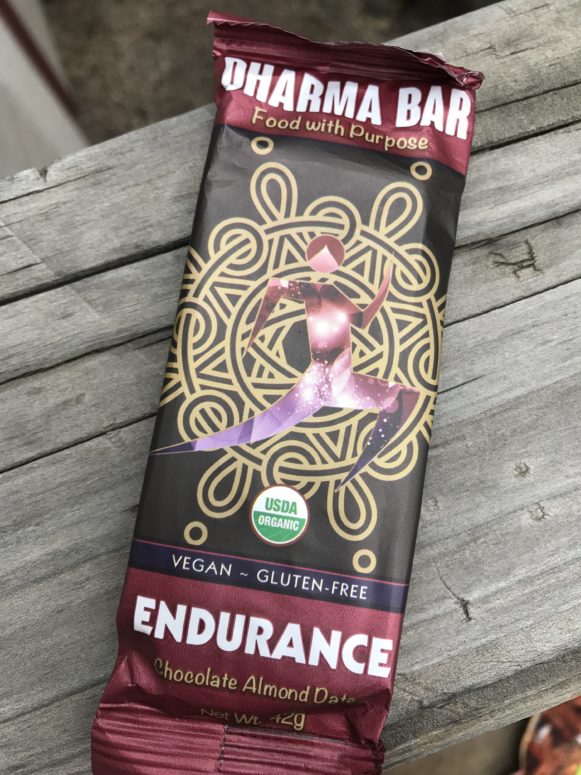 DHARMA BAR
Food with Purpose
USDA
ORGANIC
VEGAN ~ GLUTEN-FREE
ENDURANCE
Chocolate Almond Date
Net Wt. 42g